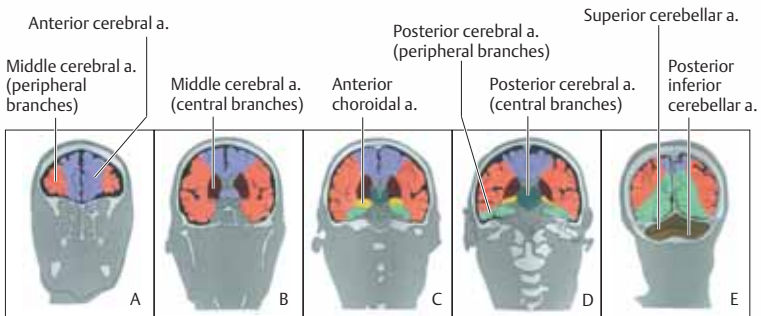 Anterior cerebral a.
Middle cerebral a.
(peripheral
branches)
Middle cerebral a.
(central branches)
Anterior
choroidal a.
Posterior cerebral a.
(peripheral branches)
Posterior cerebral a.
(central branches)
Superior cerebellar a.
Posterior
inferior
cerebellar a.
A
B
C
D
E